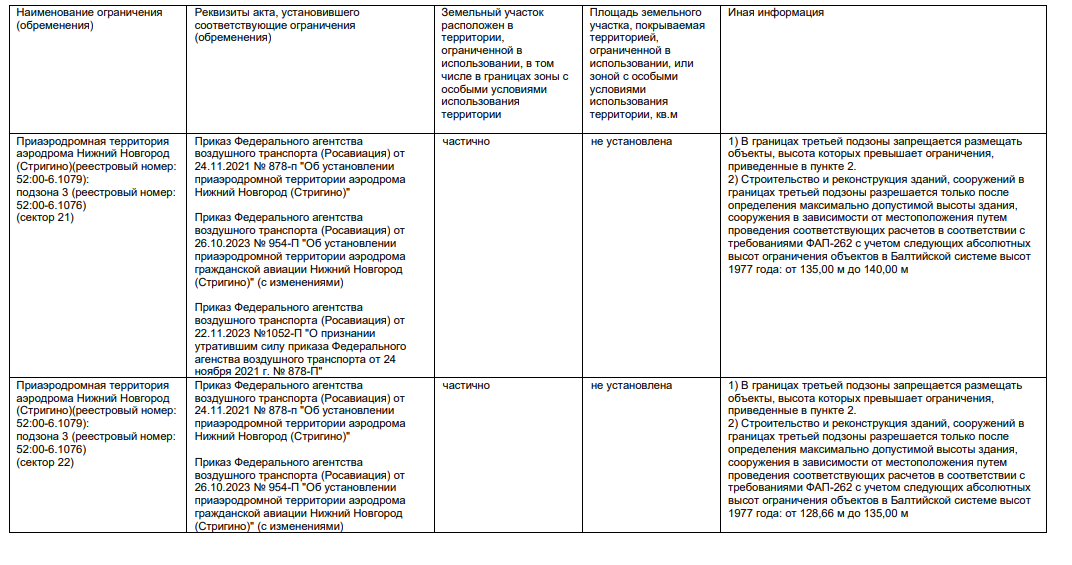 Наименование ограничения
(обременения)
Реквизиты акта, установившего
соответствующие ограничения
(обременения)
Земельный участок
расположен в
территории,
ограниченной в
использовании, в том
числе в границах зоны с
особыми условиями
использования
территории
Площадь земельного
участка, покрываемая
территорией,
ограниченной в
использовании, или
зоной с особыми
условиями
использования
территории, кв.м
Иная информация
Приаэродромная территория
аэродрома Нижний Новгород
(Стригино)(реестровый номер:
52:00-6.1079):
подзона 3 (реестровый номер:
52:00-6.1076)
(сектор 21)
Приказ Федерального агентства
воздушного транспорта (Росавиация) от
24.11.2021 № 878-п "Об установлении
приаэродромной территории аэродрома
Нижний Новгород (Стригино)"
Приказ Федерального агентства
воздушного транспорта (Росавиация) от
26.10.2023 № 954-П "Об установлении
приаэродромной территории аэродрома
гражданской авиации Нижний Новгород
(Стригино)" (с изменениями)
Приказ Федерального агентства
воздушного транспорта (Росавиация) от
22.11.2023 №1052-П "О признании
утратившим силу приказа Федерального
агенства воздушного транспорта от 24
ноября 2021 г. № 878-П"
частично
не установлена
1) В границах третьей подзоны запрещается размещать
объекты, высота которых превышает ограничения,
приведенные в пункте 2.
2) Строительство и реконструкция зданий, сооружений в
границах третьей подзоны разрешается только после
определения максимально допустимой высоты здания,
сооружения в зависимости от местоположения путем
проведения соответствующих расчетов в соответствии с
требованиями ФАП-262 с учетом следующих абсолютных
высот ограничения объектов в Балтийской системе высот
1977 года: от 135,00 м до 140,00 м
Приаэродромная территория
аэродрома Нижний Новгород
(Стригино)(реестровый номер:
52:00-6.1079):
подзона 3 (реестровый номер:
52:00-6.1076)
(сектор 22)
Приказ Федерального агентства
воздушного транспорта (Росавиация) от
24.11.2021 № 878-п "Об установлении
приаэродромной территории аэродрома
Нижний Новгород (Стригино)"
Приказ Федерального агентства
воздушного транспорта (Росавиация) от
26.10.2023 № 954-П "Об установлении
приаэродромной территории аэродрома
гражданской авиации Нижний Новгород
(Стригино)" (с изменениями)
частично
не установлена
1) В границах третьей подзоны запрещается размещать
объекты, высота которых превышает ограничения,
приведенные в пункте 2.
2) Строительство и реконструкция зданий, сооружений в
границах третьей подзоны разрешается только после
определения максимально допустимой высоты здания,
сооружения в зависимости от местоположения путем
проведения соответствующих расчетов в соответствии с
требованиями ФАП-262 с учетом следующих абсолютных
высот ограничения объектов в Балтийской системе высот
1977 года: от 128,66 м до 135,00 м